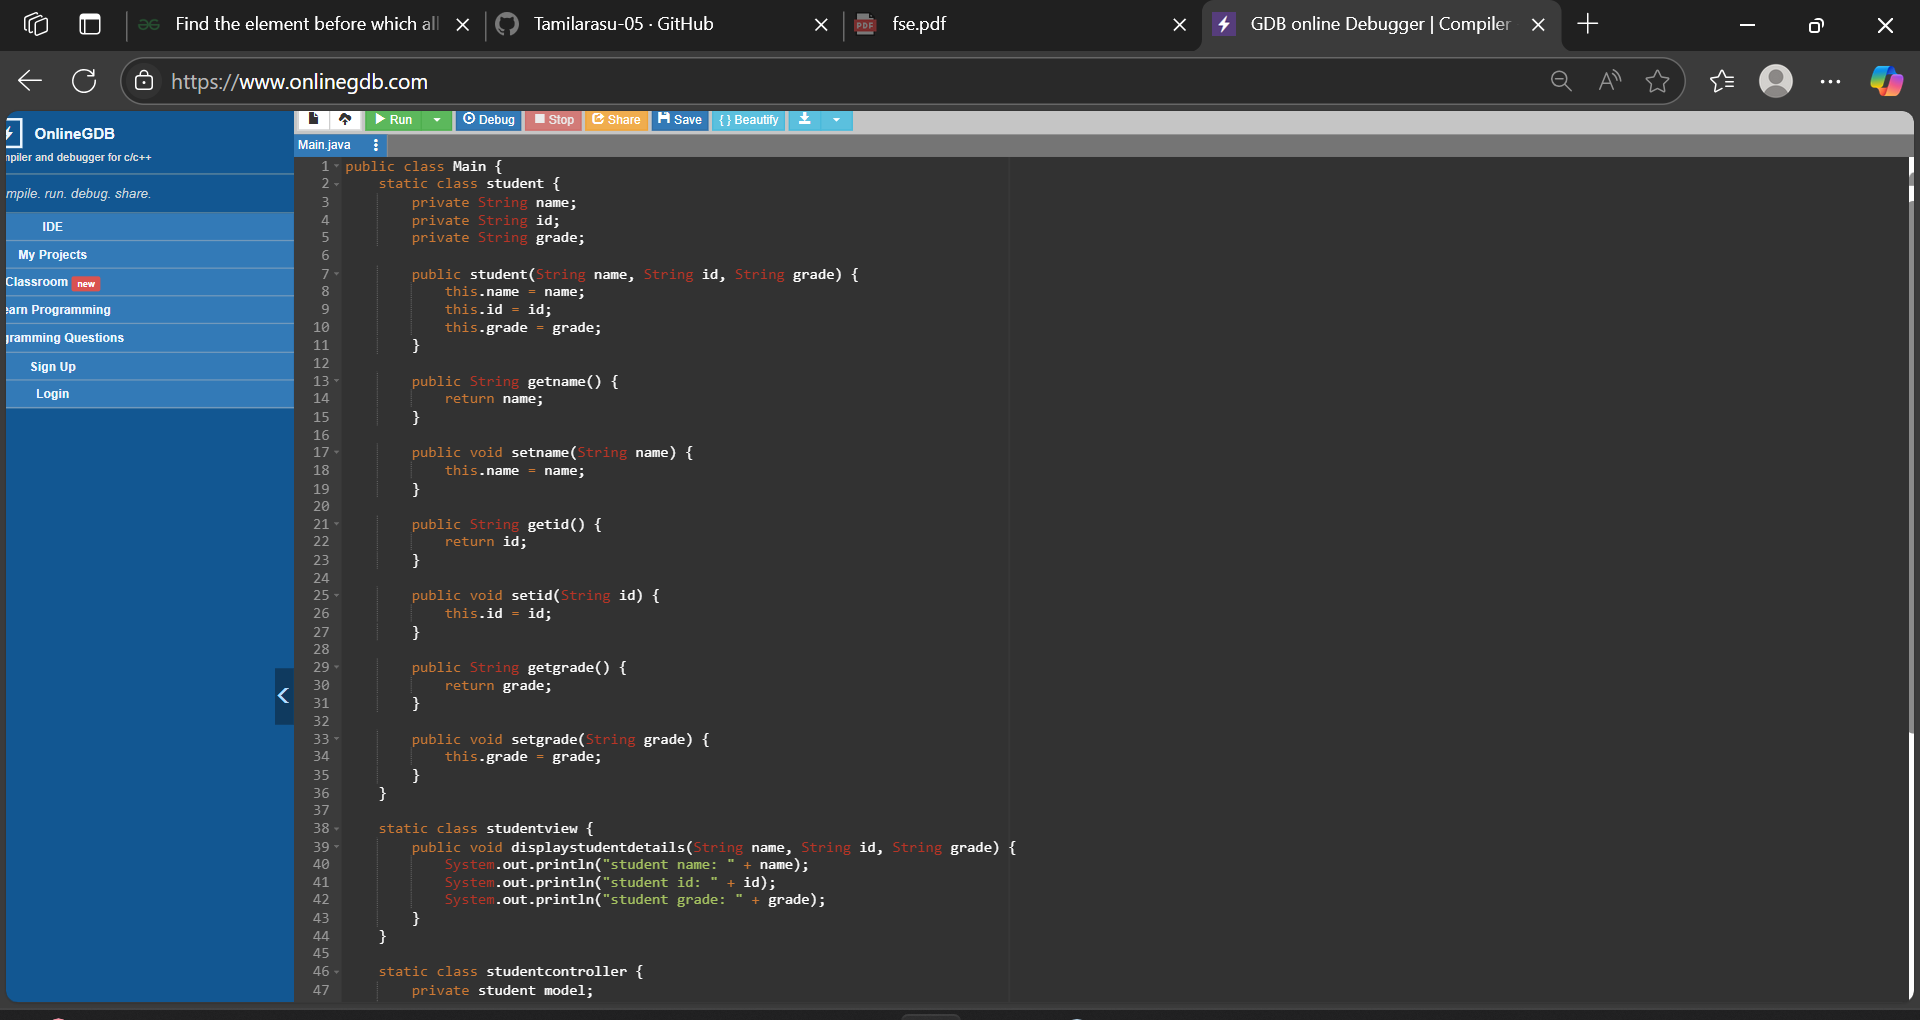 Find the element before which all
Tamilarasu-05 · GitHub
fse.pdf
GDB online Debugger | Compiler
https://www.onlinegdb.com
OnlineGDB
mpiler and debugger for c/c++
mpile. run. debug. share.
IDE
My Projects
Classroom new
earn Programming
gramming Questions
Sign Up
Login
Run Debug Stop Share Save { } Beautify
Main.java
1 public class Main {
2 static class student {
3 private String name;
4 private String id;
5 private String grade;
6
7 public student(String name, String id, String grade) {
8 this.name = name;
9 this.id = id;
10 this.grade = grade;
11 }
12
13 public String getname() {
14 return name;
15 }
16
17 public void setname(String name) {
18 this.name = name;
19 }
20
21 public String getid() {
22 return id;
23 }
24
25 public void setid(String id) {
26 this.id = id;
27 }
28
29 public String getgrade() {
30 return grade;
31 }
32
33 public void setgrade(String grade) {
34 this.grade = grade;
35 }
36 }
37
38 static class studentview {
39 public void displaystudentdetails(String name, String id, String grade) {
40 System.out.println("student name: " + name);
41 System.out.println("student id: " + id);
42 System.out.println("student grade: " + grade);
43 }
44 }
45
46 static class studentcontroller {
47 private student model;